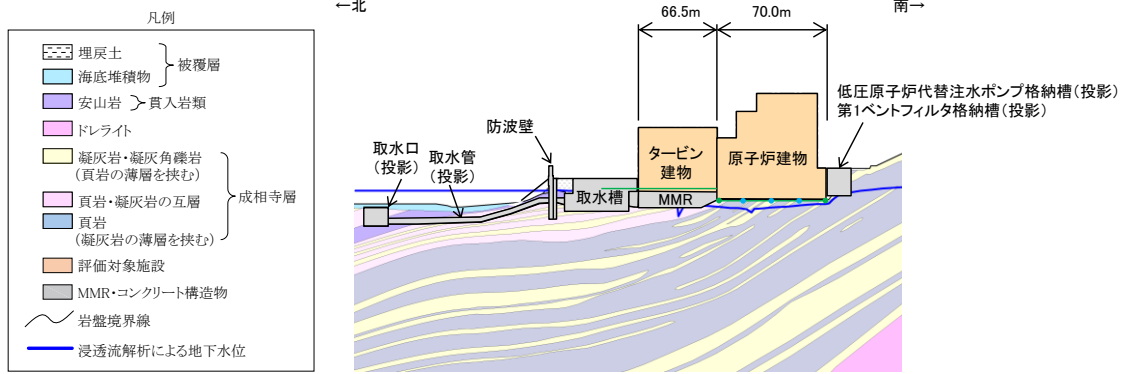 凡例
埋戻土
海底堆積物
被覆層
安山岩
貫入岩類
ドレライト
凝灰岩・凝灰角礫岩
(頁岩の薄層を挟む)
頁岩・凝灰岩の互層
頁岩
(凝灰岩の薄層を挟む)
成相寺層
評価対象施設
MMR・コンクリート構造物
岩盤境界線
浸透流解析による地下水位
←北
南→
66.5m
70.0m
低圧原子炉代替注水ポンプ格納槽(投影)
第1ベントフィルタ格納槽(投影)
防波壁
取水口
(投影)
取水管
(投影)
タービン
建物
原子炉建物
取水槽
MMR